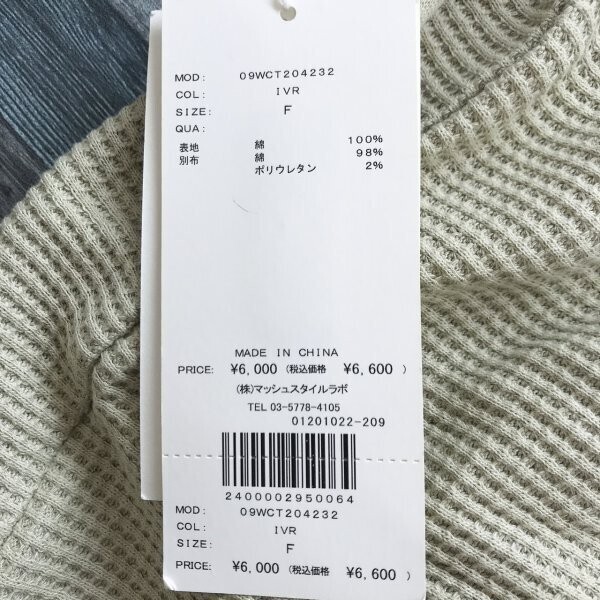 MOD: 09WCT204232
COL: IVR
SIZE: F
QUA:
表地 綿 100%
別布 綿 98%
ポリウレタン 2%
MADE IN CHINA
PRICE: ¥6,000 (税込価格 ¥6,600 )
(株)マッシュスタイルラボ
TEL 03-5778-4105
01201022-209
2400002950064
MOD: 09WCT204232
COL: IVR
SIZE: F
PRICE: ¥6,000 (税込価格 ¥6,600 )